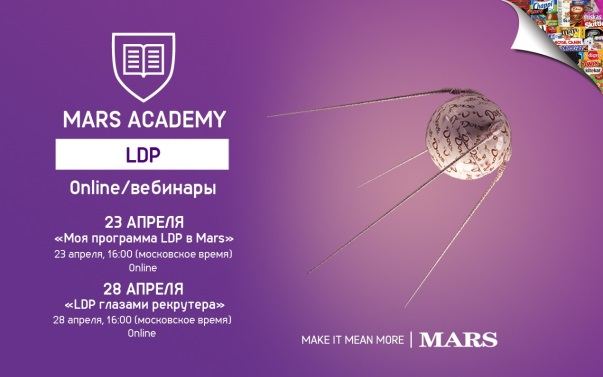 MARS ACADEMY
LDP
Online/вебинары
23 АПРЕЛЯ
«Моя программа LDP в Mars»
23 апреля, 16:00 (московское время)
Online
28 АПРЕЛЯ
«LDP глазами рекрутера»
28 апреля, 16:00 (московское время)
Online
MAKE IT MEAN MORE | MARS